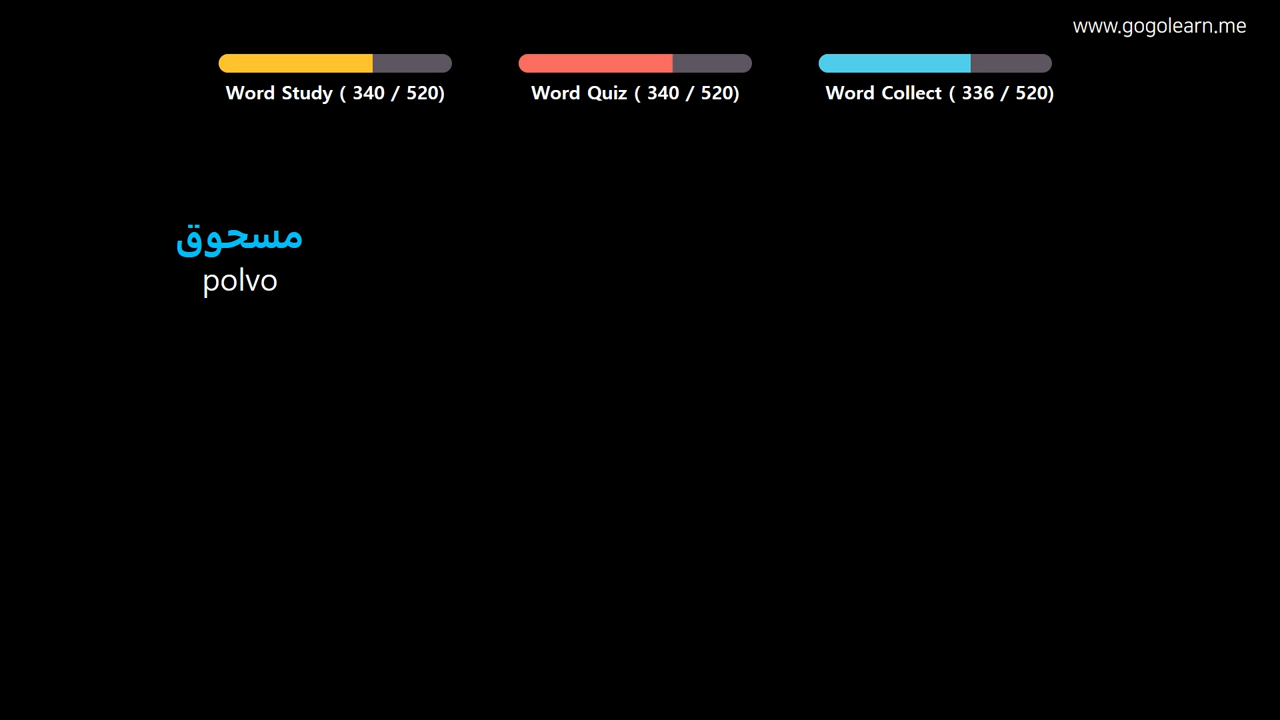 www.gogolearn.me
Word Study ( 340 / 520)
Word Quiz ( 340 / 520)
Word Collect ( 336 / 520)
مسحوق
polvo